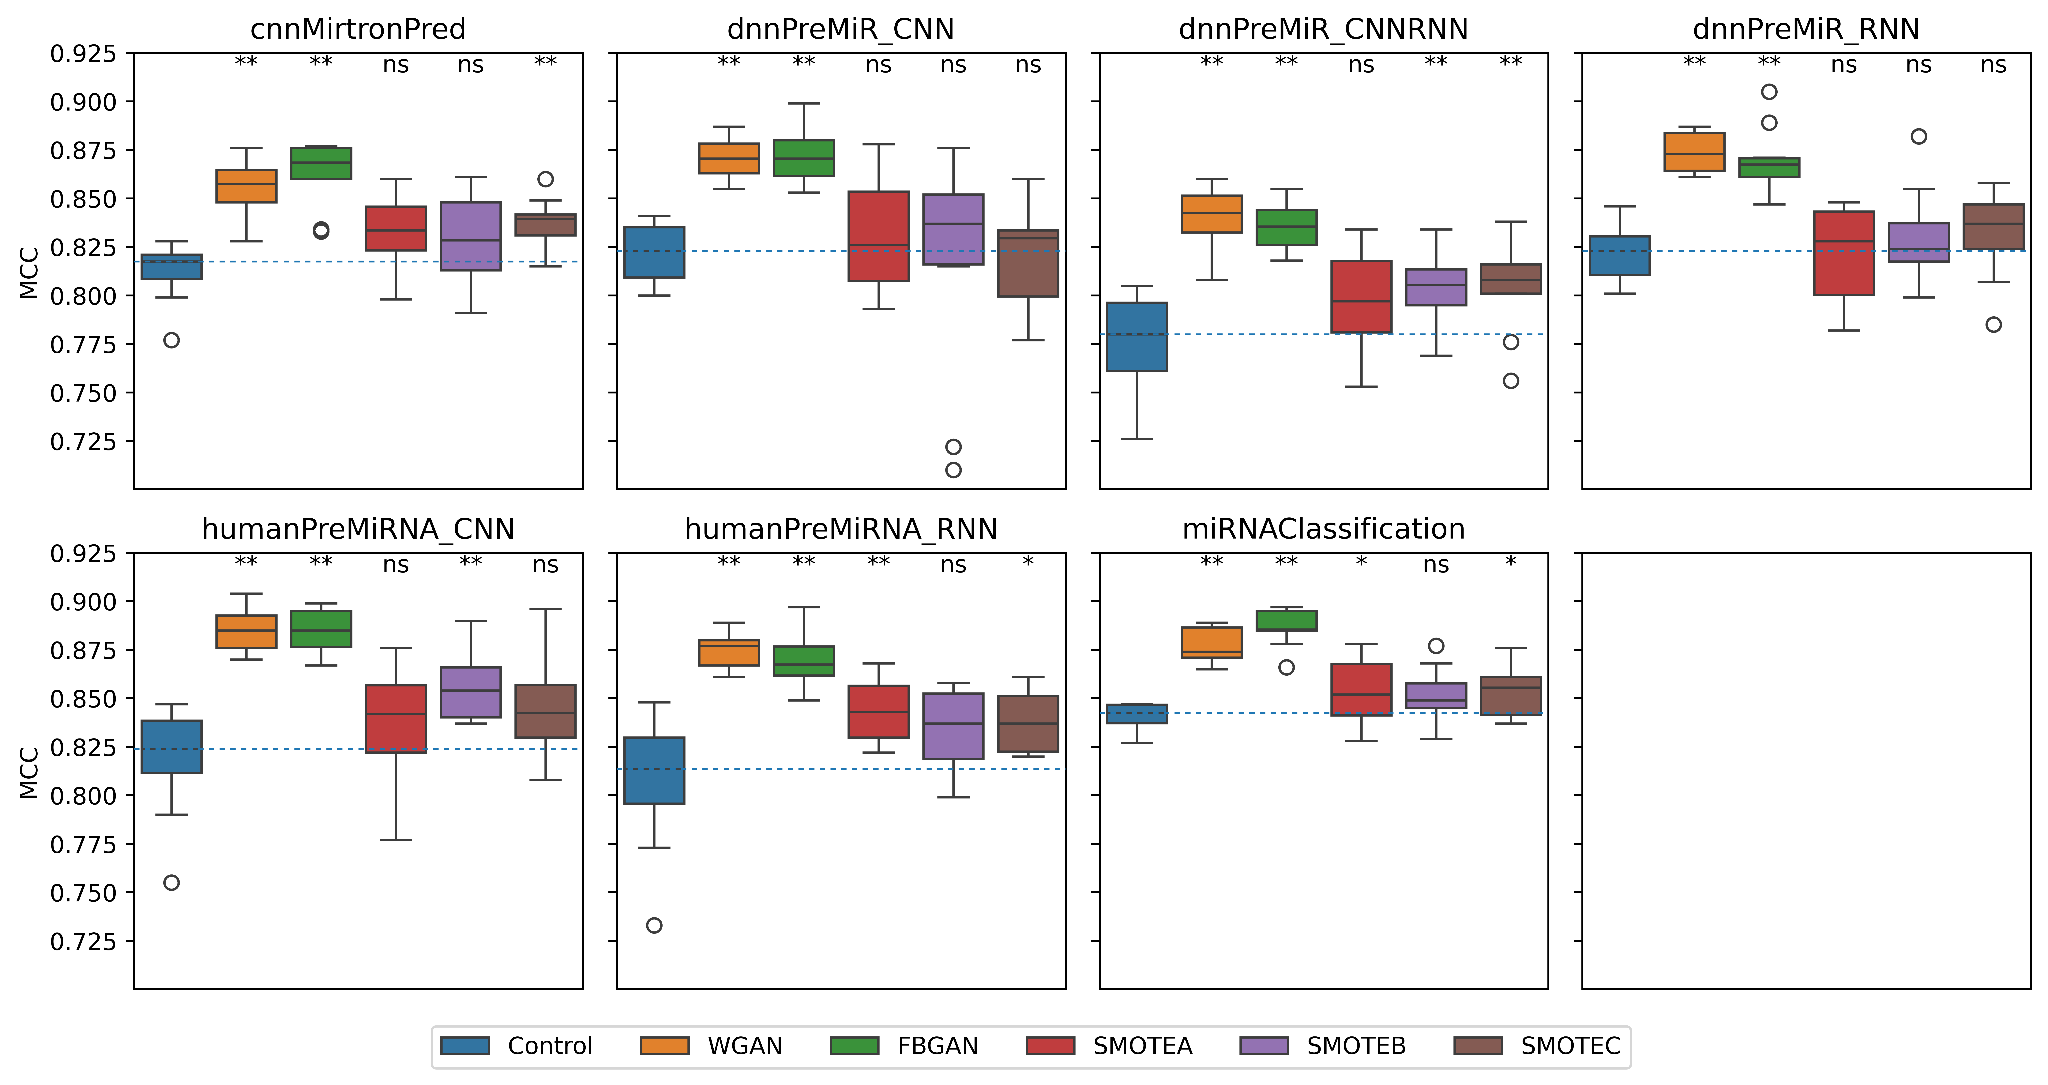 cnnMirtronPred dnnPreMiR_CNN dnnPreMiR_CNNRNN dnnPreMiR_RNN
0.925
** ** ns ns ** ** ** ns ns ns ** ** ns ** ** ** ** ns ns ns
0.900
0.875
0.850
0.825
MCC
0.800
0.775
0.750
0.725
humanPreMiRNA_CNN humanPreMiRNA_RNN miRNAClassification
0.925
** ** ns ** ns ** ** ** ns * ** ** * ns *
0.900
0.875
0.850
0.825
MCC
0.800
0.775
0.750
0.725
Control WGAN FBGAN SMOTEA SMOTEB SMOTEC